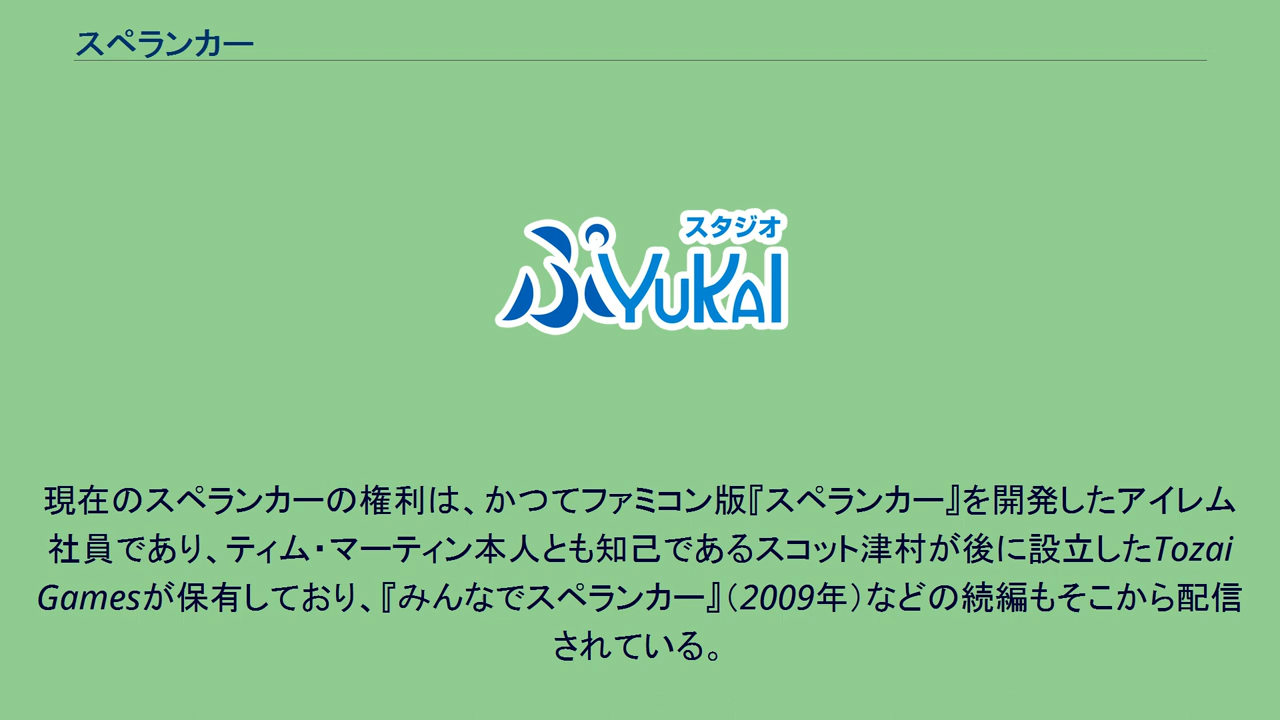 スペランカー
スタジオ
ぷYUKAI
現在のスペランカーの権利は、かつてファミコン版『スペランカー』を開発したアイレム
社員であり、ティム・マーティン本人とも知己であるスコット津村が後に設立したTozai
Gamesが保有しており、『みんなでスペランカー』（2009年）などの続編もそこから配信
されている。